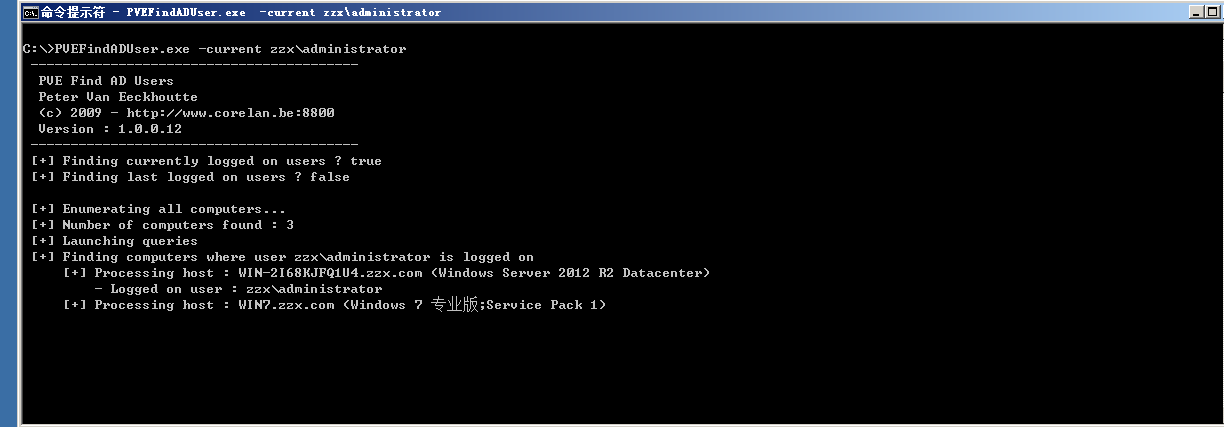 命令提示符 - PVEFindADUser.exe  -current zzx\administrator
C:\>PVEFindADUser.exe -current zzx\administrator
-----------------------------------------
PVE Find AD Users
Peter Van Eeckhoutte
(c) 2009 - http://www.corelan.be:8800
Version : 1.0.0.12
-----------------------------------------
[+] Finding currently logged on users ? true
[+] Finding last logged on users ? false
[+] Enumerating all computers...
[+] Number of computers found : 3
[+] Launching queries
[+] Finding computers where user zzx\administrator is logged on
[+] Processing host : WIN-2I68KJFQ1U4.zzx.com (Windows Server 2012 R2 Datacenter)
- Logged on user : zzx\administrator
[+] Processing host : WIN7.zzx.com (Windows 7 专业版;Service Pack 1)